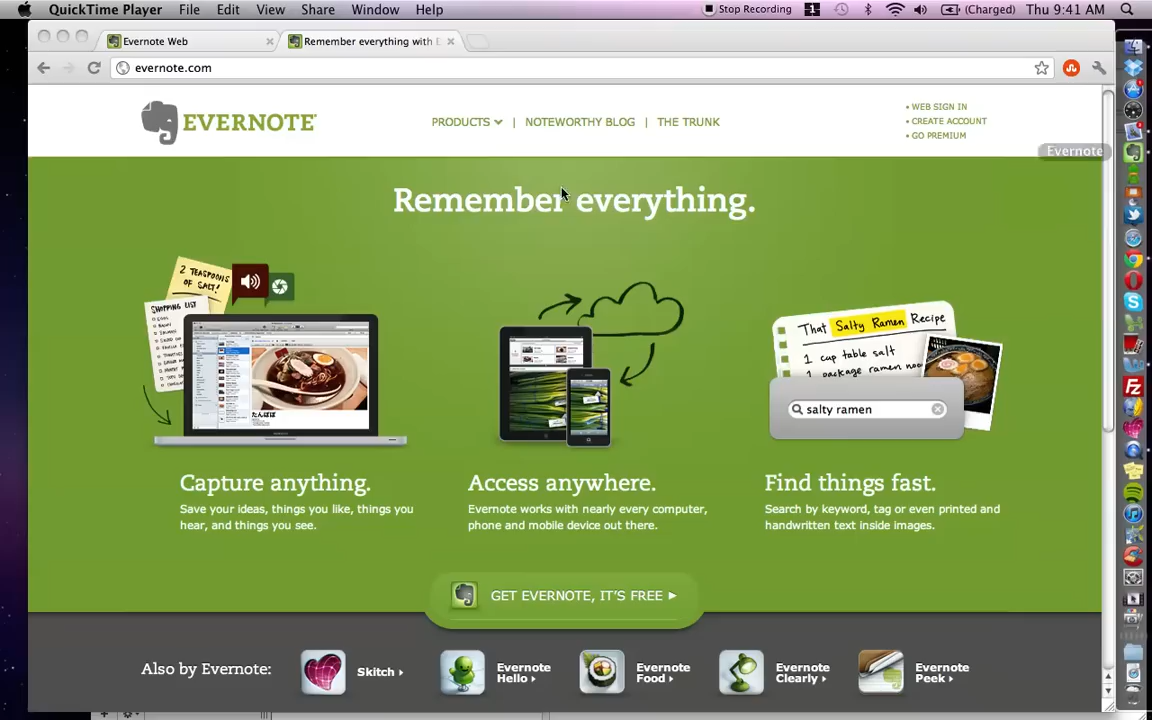 QuickTime Player File Edit View Share Window Help Stop Recording 1 (Charged) Thu 9:41 AM
Evernote Web
Remember everything with E
evernote.com
EVERNOTE
PRODUCTS | NOTEWORTHY BLOG | THE TRUNK
• WEB SIGN IN
• CREATE ACCOUNT
• GO PREMIUM
Evernote
Remember everything.
2 TEASPOONS
OF SALT!
SHOPPING LIST
たんぽぽ
That Salty Ramen Recipe
1 cup table salt
1 package ramen noo
salty ramen
Capture anything.
Save your ideas, things you like, things you
hear, and things you see.
Access anywhere.
Evernote works with nearly every computer,
phone and mobile device out there.
Find things fast.
Search by keyword, tag or even printed and
handwritten text inside images.
GET EVERNOTE, IT'S FREE
Also by Evernote:
Skitch
Evernote
Hello
Evernote
Food
Evernote
Clearly
Evernote
Peek